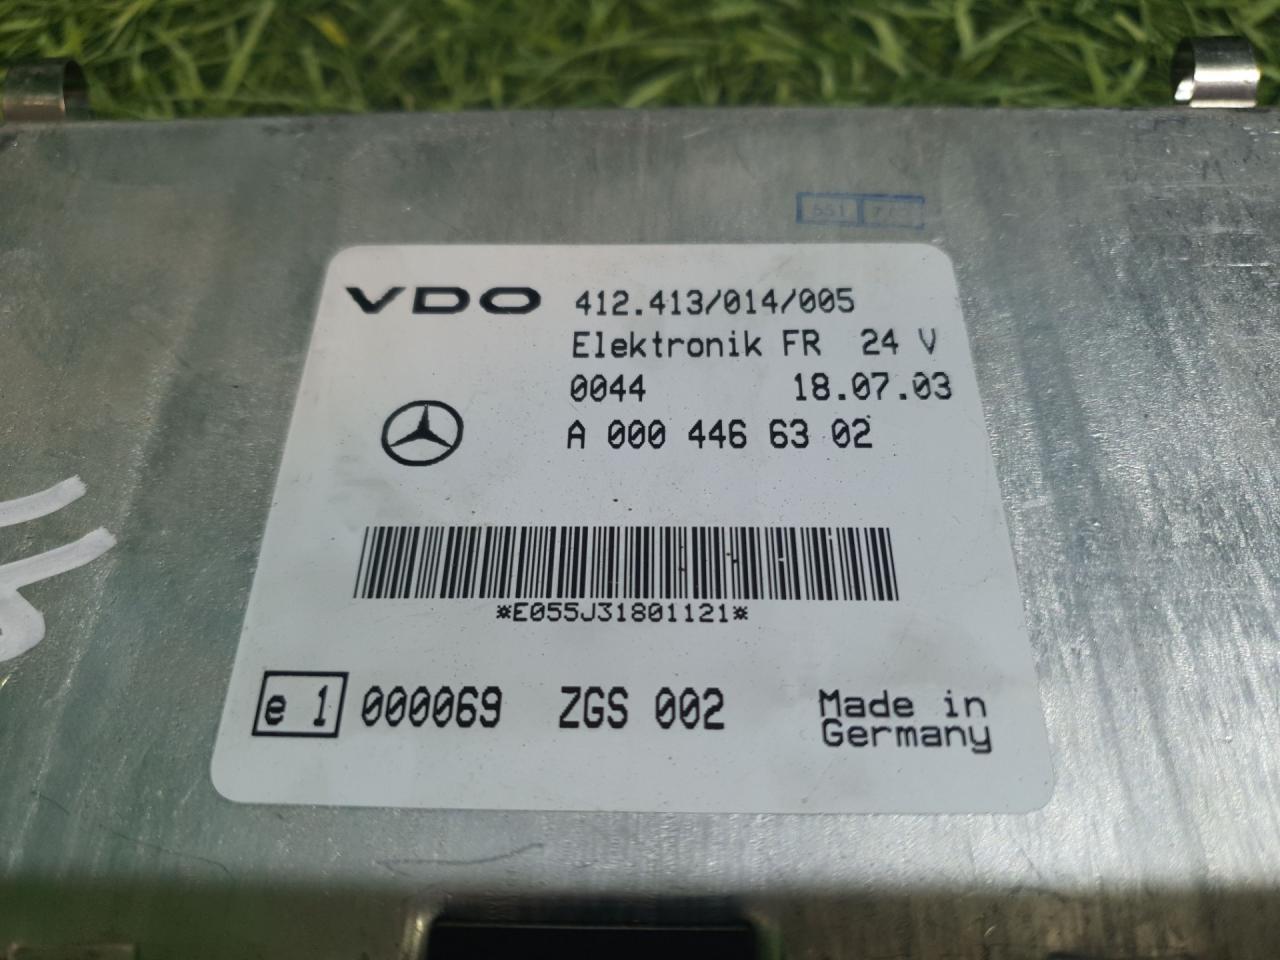 VDO 412.413/014/005
Elektronik FR 24 V
0044 18.07.03
A 000 446 63 02
*E055J31801121*
e 1 000069 ZGS 002 Made in
Germany